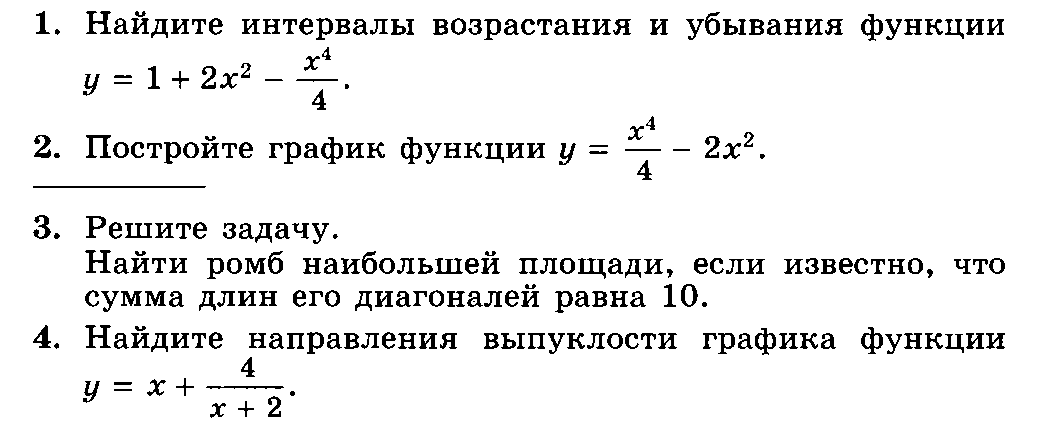 1. Найдите интервалы возрастания и убывания функции
y = 1 + 2x² − x⁴/4.
2. Постройте график функции y = x⁴/4 − 2x².
3. Решите задачу.
Найти ромб наибольшей площади, если известно, что
сумма длин его диагоналей равна 10.
4. Найдите направления выпуклости графика функции
y = x + 4/(x + 2).